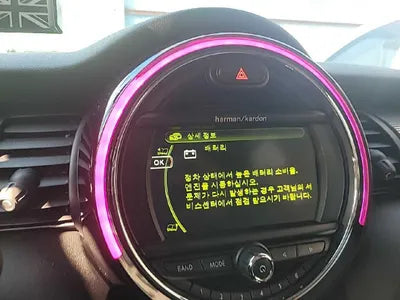 harman/kardon
상세정보
배터리
OK
정차 상태에서 높은 배터리 소비율.
엔진을 시동하십시오.
문제가 다시 발생하는 경우 고객님의 서
비스센터에서 점검 받으시기 바랍니다.
BAND
MODE